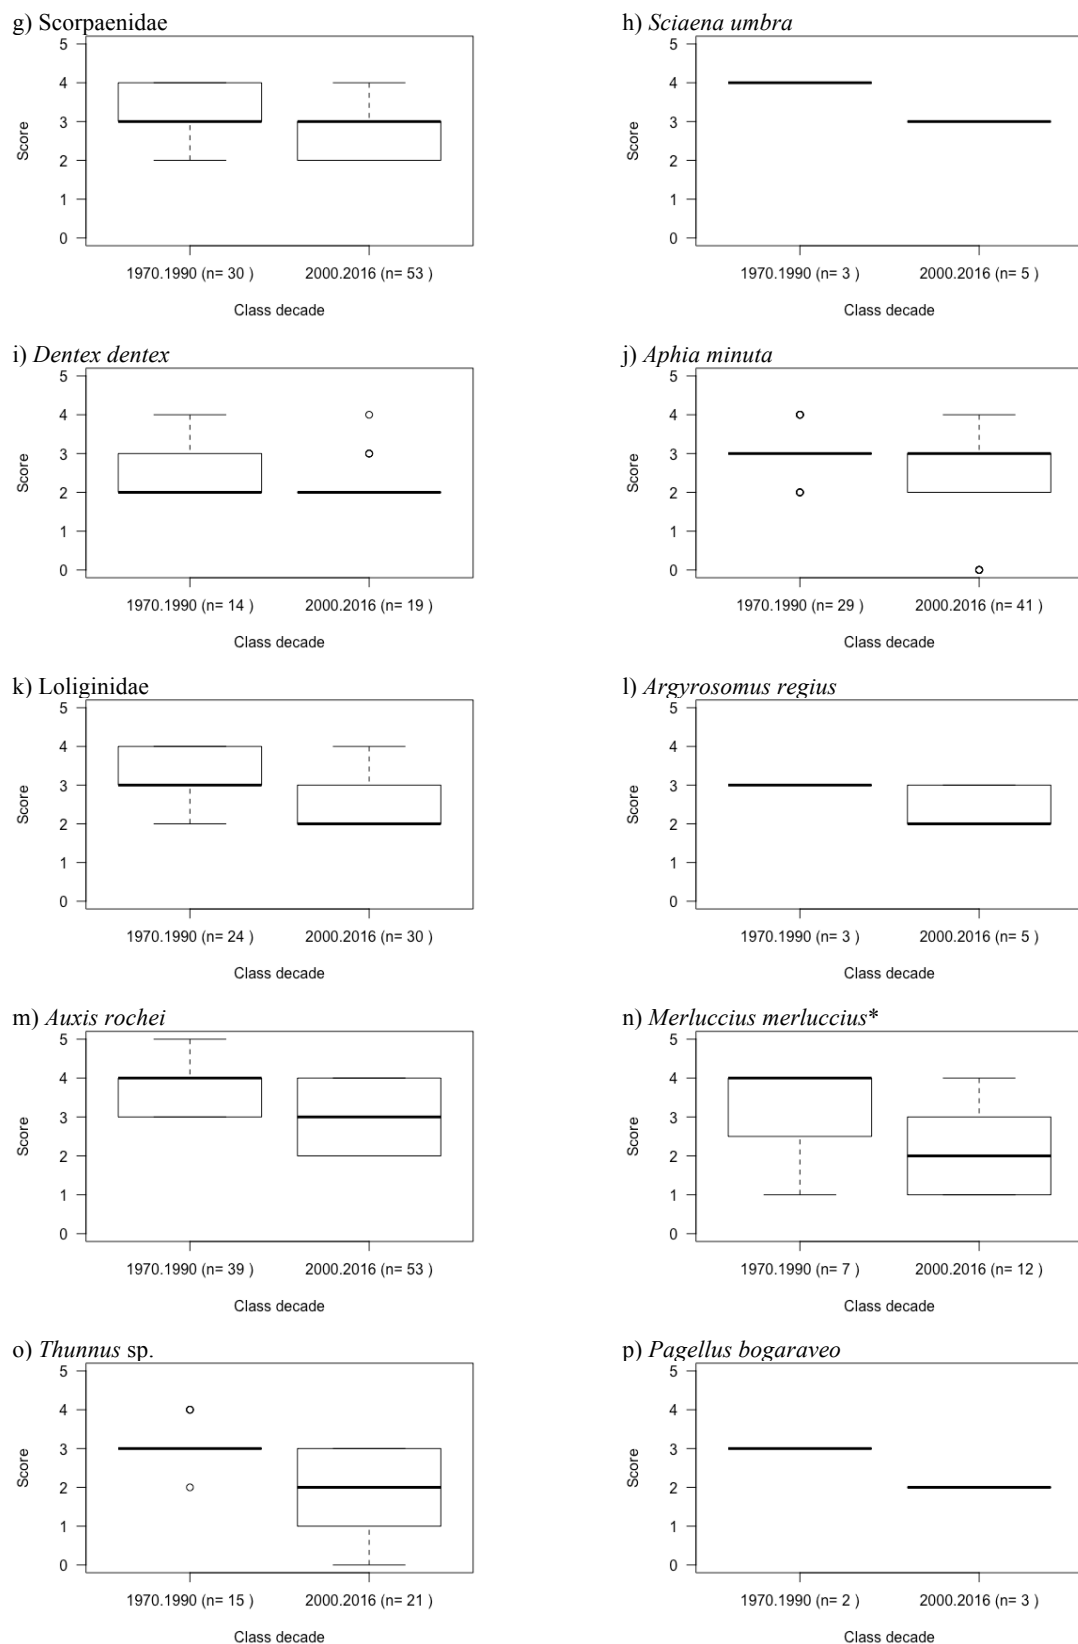 g) Scorpaenidae
5
4
3
2
1
0
Score
1970.1990 (n= 30 )
2000.2016 (n= 53 )
Class decade
h) Sciaena umbra
5
4
3
2
1
0
Score
1970.1990 (n= 3 )
2000.2016 (n= 5 )
Class decade
i) Dentex dentex
5
4
3
2
1
0
Score
1970.1990 (n= 14 )
2000.2016 (n= 19 )
Class decade
j) Aphia minuta
5
4
3
2
1
0
Score
1970.1990 (n= 29 )
2000.2016 (n= 41 )
Class decade
k) Loliginidae
5
4
3
2
1
0
Score
1970.1990 (n= 24 )
2000.2016 (n= 30 )
Class decade
l) Argyrosomus regius
5
4
3
2
1
0
Score
1970.1990 (n= 3 )
2000.2016 (n= 5 )
Class decade
m) Auxis rochei
5
4
3
2
1
0
Score
1970.1990 (n= 39 )
2000.2016 (n= 53 )
Class decade
n) Merluccius merluccius*
5
4
3
2
1
0
Score
1970.1990 (n= 7 )
2000.2016 (n= 12 )
Class decade
o) Thunnus sp.
5
4
3
2
1
0
Score
1970.1990 (n= 15 )
2000.2016 (n= 21 )
Class decade
p) Pagellus bogaraveo
5
4
3
2
1
0
Score
1970.1990 (n= 2 )
2000.2016 (n= 3 )
Class decade